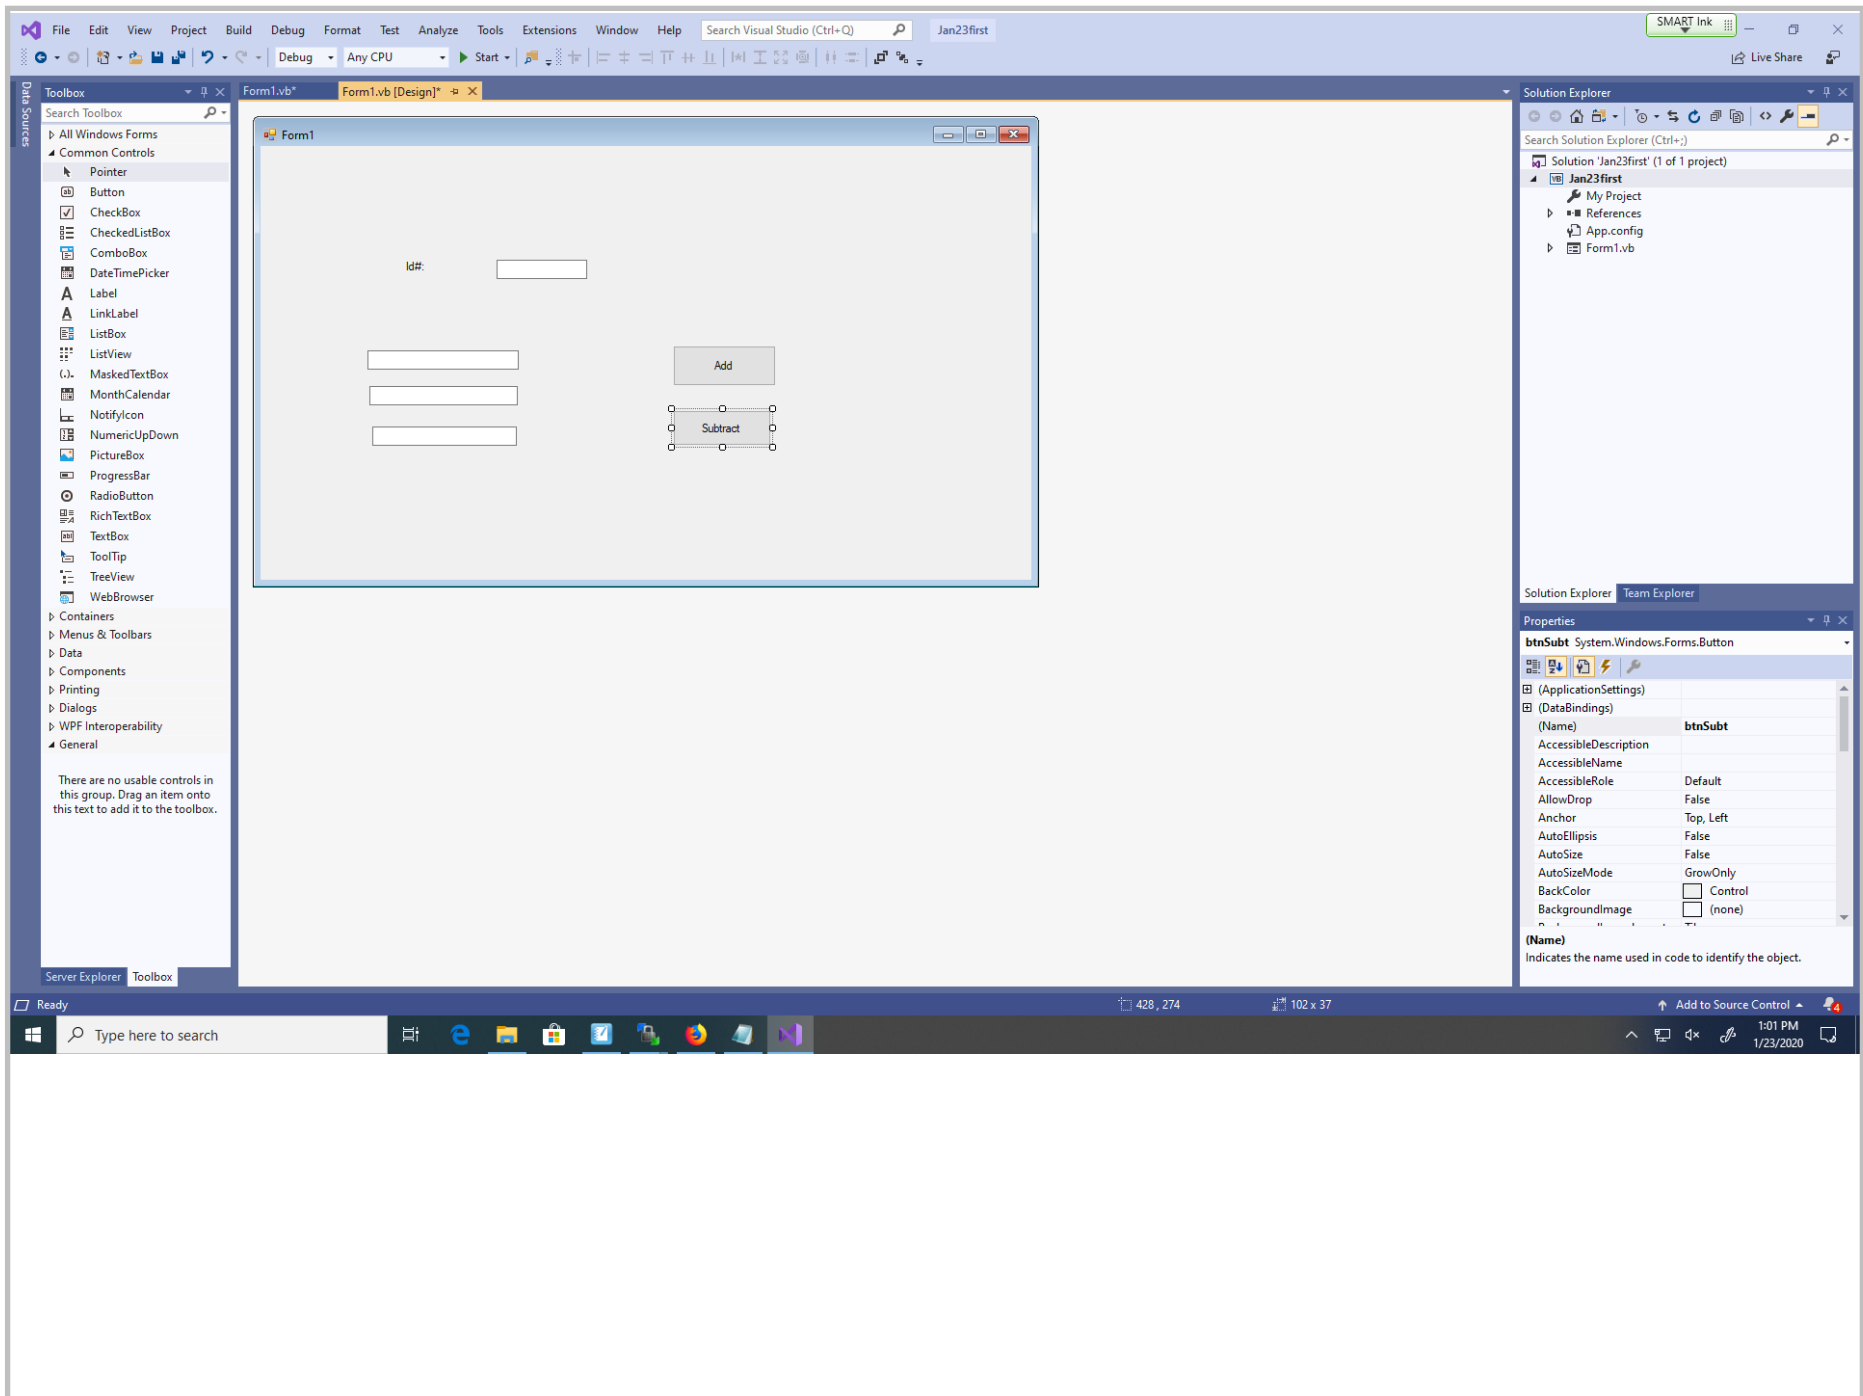 SMART Ink
File Edit View Project Build Debug Format Test Analyze Tools Extensions Window Help Search Visual Studio (Ctrl+Q) Jan23first
Debug Any CPU Start Live Share
Data Sources
Toolbox
Search Toolbox
All Windows Forms
Common Controls
Pointer
Button
CheckBox
CheckedListBox
ComboBox
DateTimePicker
Label
LinkLabel
ListBox
ListView
MaskedTextBox
MonthCalendar
NotifyIcon
NumericUpDown
PictureBox
ProgressBar
RadioButton
RichTextBox
TextBox
ToolTip
TreeView
WebBrowser
Containers
Menus & Toolbars
Data
Components
Printing
Dialogs
WPF Interoperability
General
There are no usable controls in
this group. Drag an item onto
this text to add it to the toolbox.
Server Explorer Toolbox
Form1.vb* Form1.vb [Design]*
Form1
Id#:
Add
Subtract
Solution Explorer
Search Solution Explorer (Ctrl+;)
Solution 'Jan23first' (1 of 1 project)
Jan23first
My Project
References
App.config
Form1.vb
Solution Explorer Team Explorer
Properties
btnSubt System.Windows.Forms.Button
(ApplicationSettings)
(DataBindings)
(Name) btnSubt
AccessibleDescription
AccessibleName
AccessibleRole Default
AllowDrop False
Anchor Top, Left
AutoEllipsis False
AutoSize False
AutoSizeMode GrowOnly
BackColor Control
BackgroundImage (none)
(Name)
Indicates the name used in code to identify the object.
Ready 428 , 274 102 x 37 Add to Source Control 4
Type here to search
1:01 PM
1/23/2020